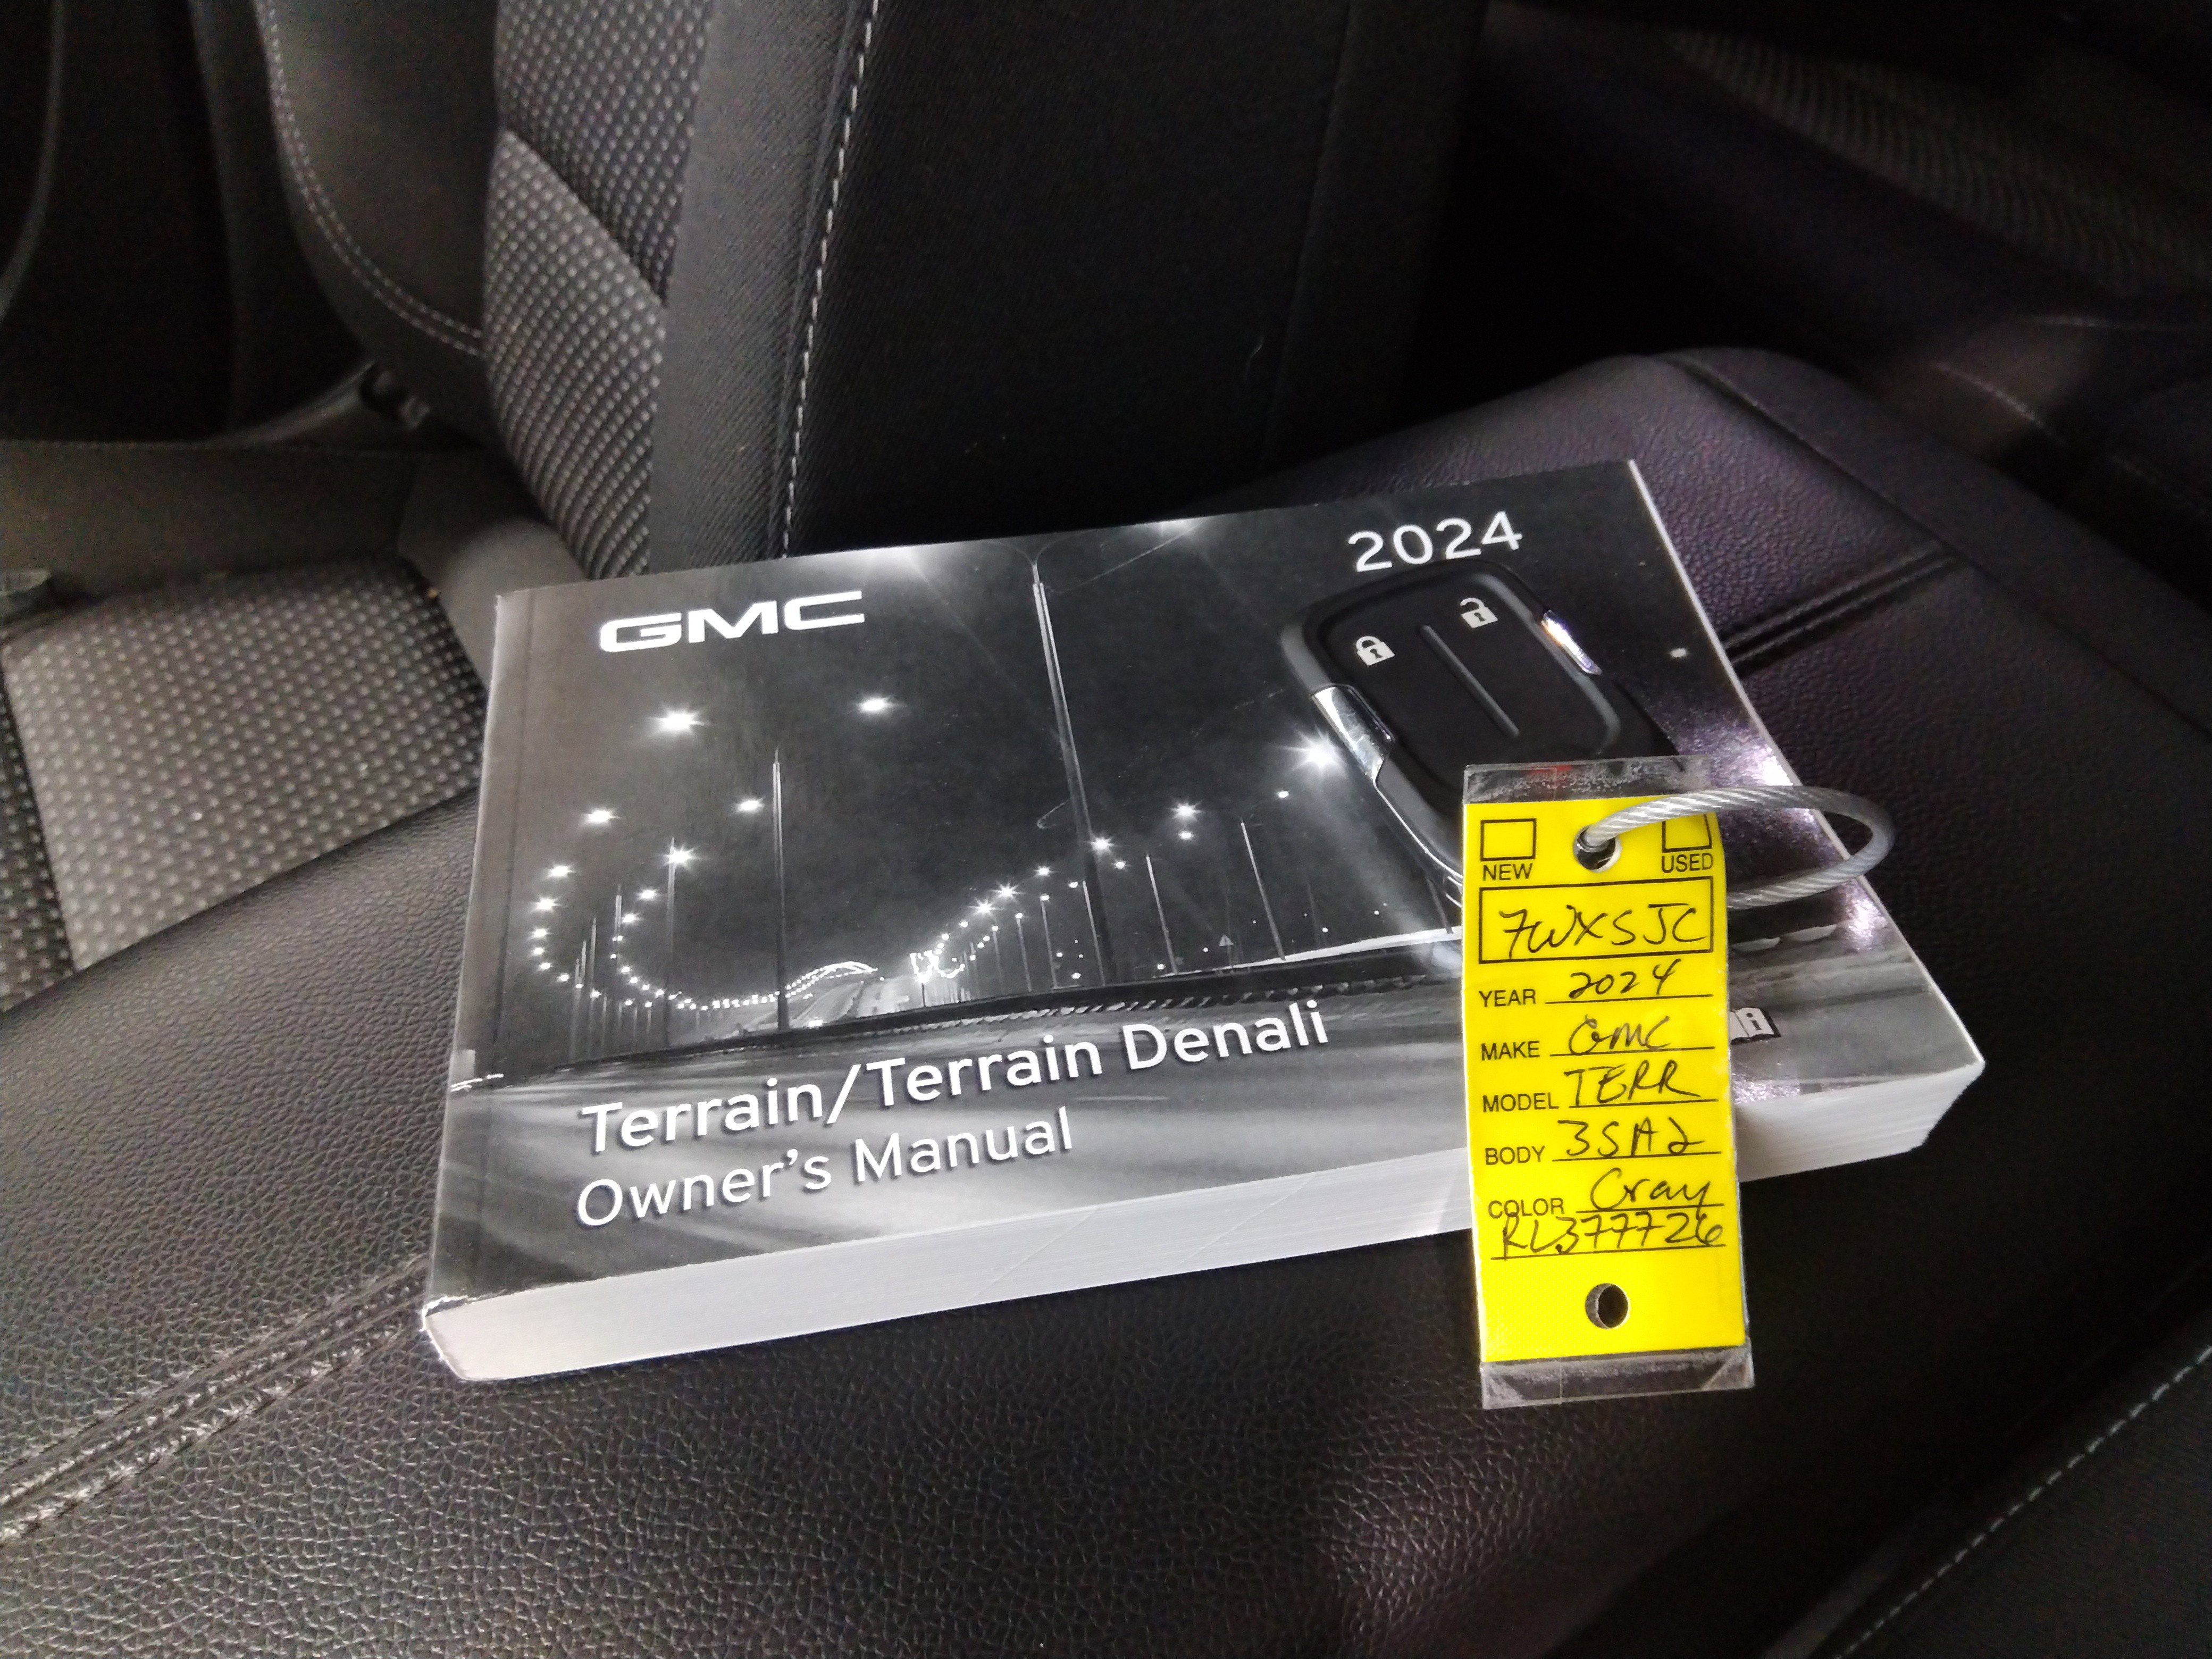 GMC
2024
Terrain/Terrain Denali
Owner's Manual
NEW
USED
7WXSJC
YEAR 2024
MAKE GMC
MODEL TERR
BODY 3SA2
COLOR Gray
RL377726